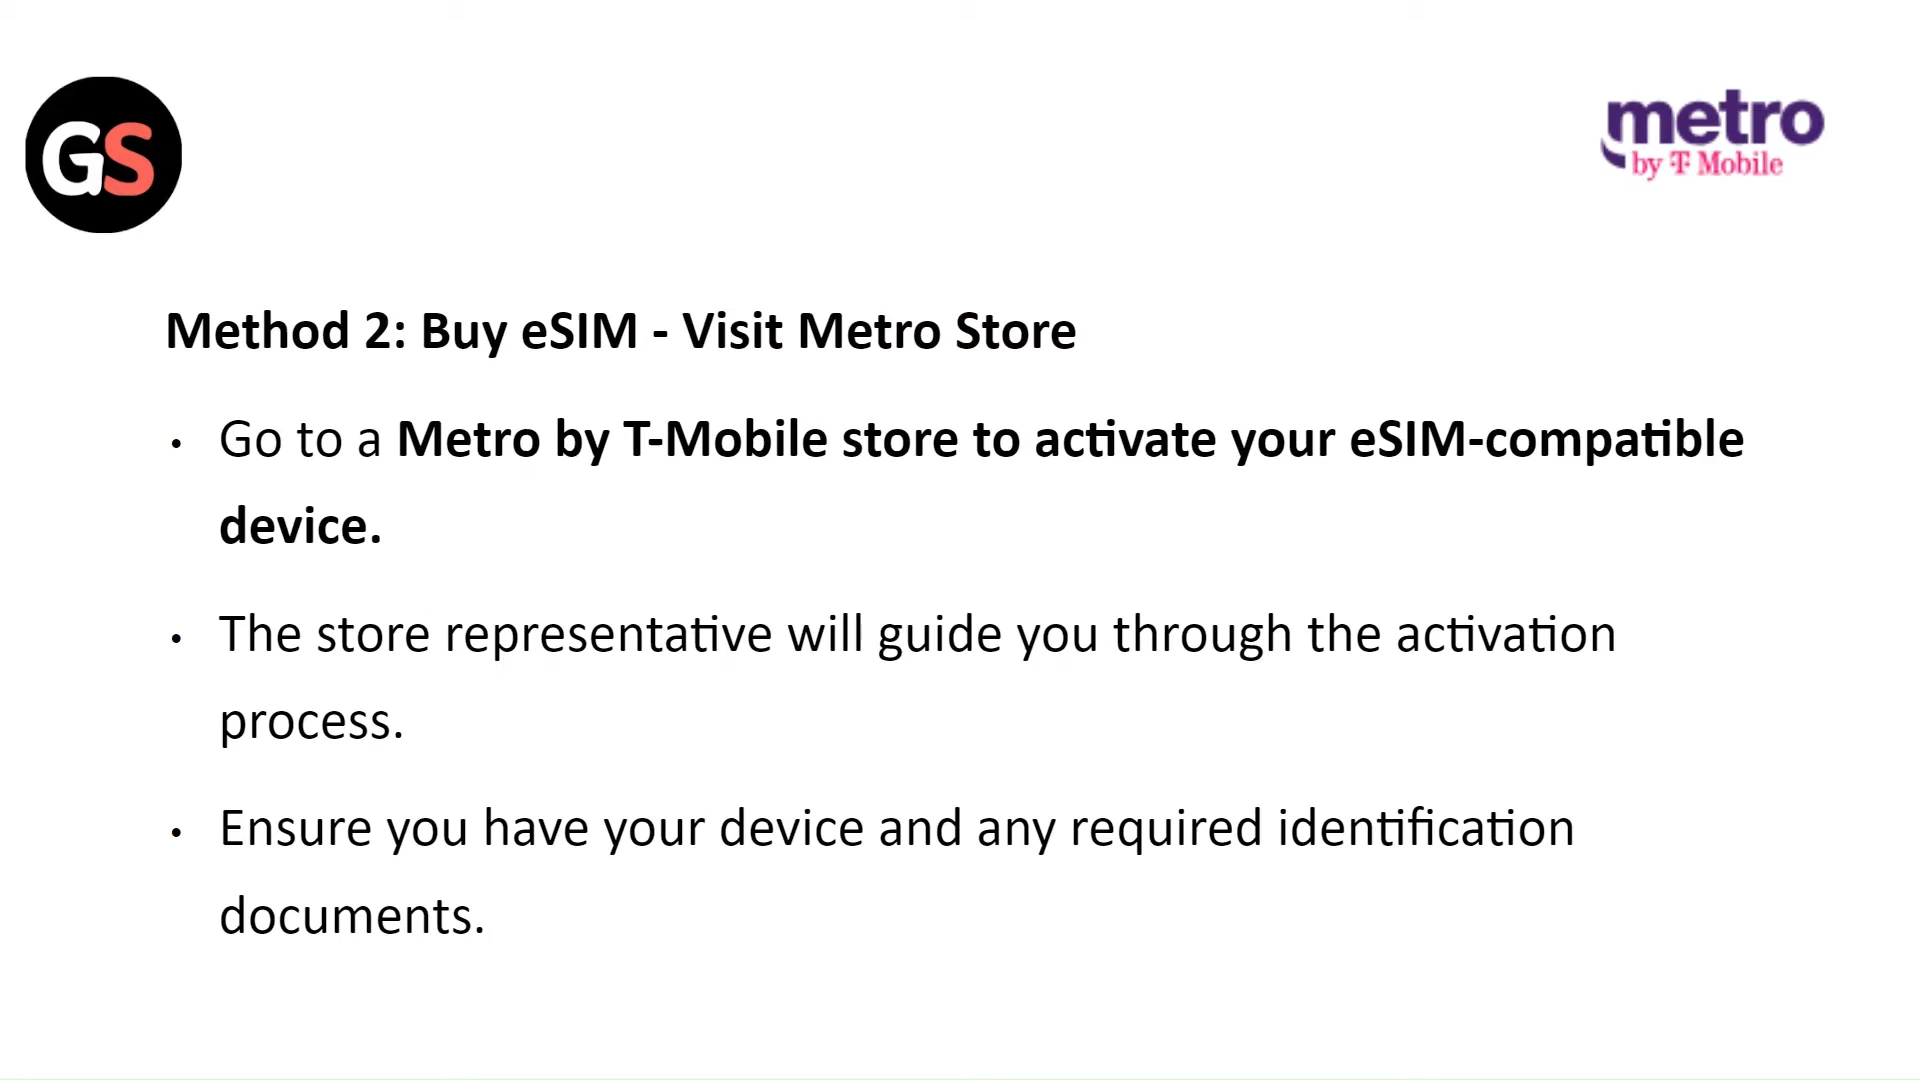 GS
metro
by T Mobile
Method 2: Buy eSIM - Visit Metro Store
• Go to a Metro by T-Mobile store to activate your eSIM-compatible
device.
• The store representative will guide you through the activation
process.
• Ensure you have your device and any required identification
documents.